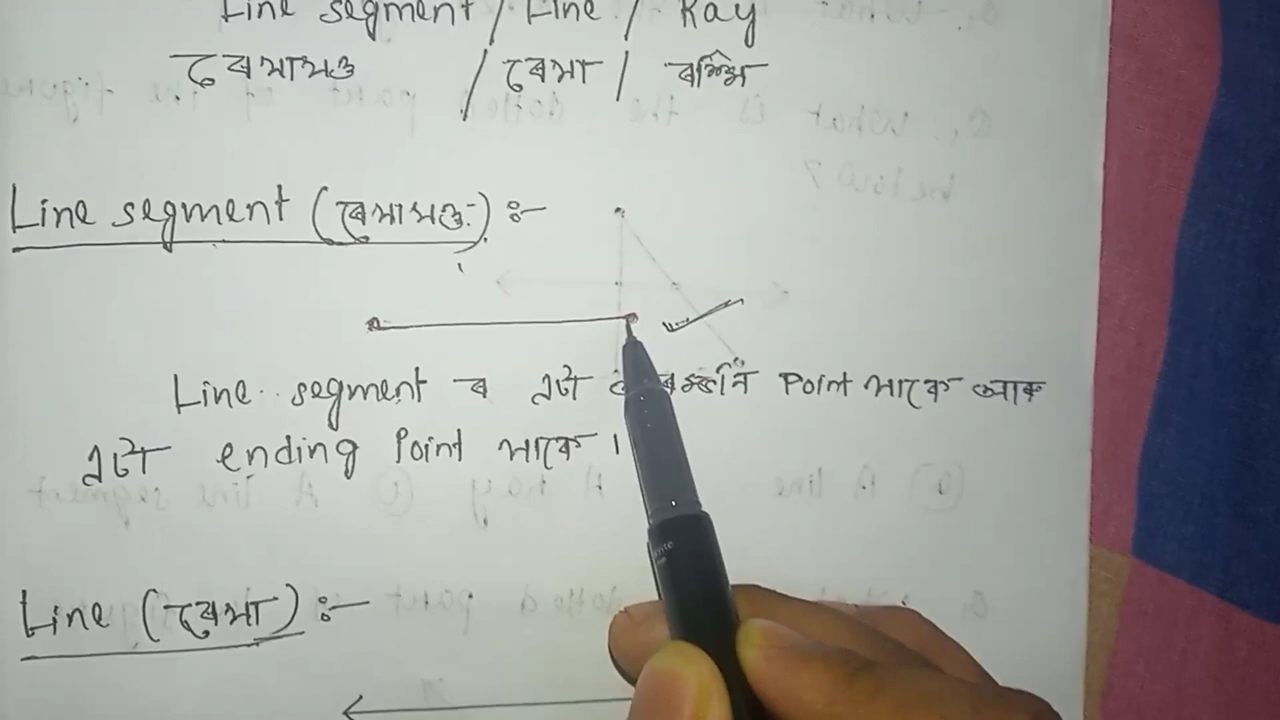 Line segment / Line / Ray
ৰেখাখণ্ড / ৰেখা / ৰশ্মি
Line segment (ৰেখাখণ্ড) :-
Line segment ৰ এটা point থাকে আৰু
এটা ending Point থাকে ।
Line (ৰেখা) :-